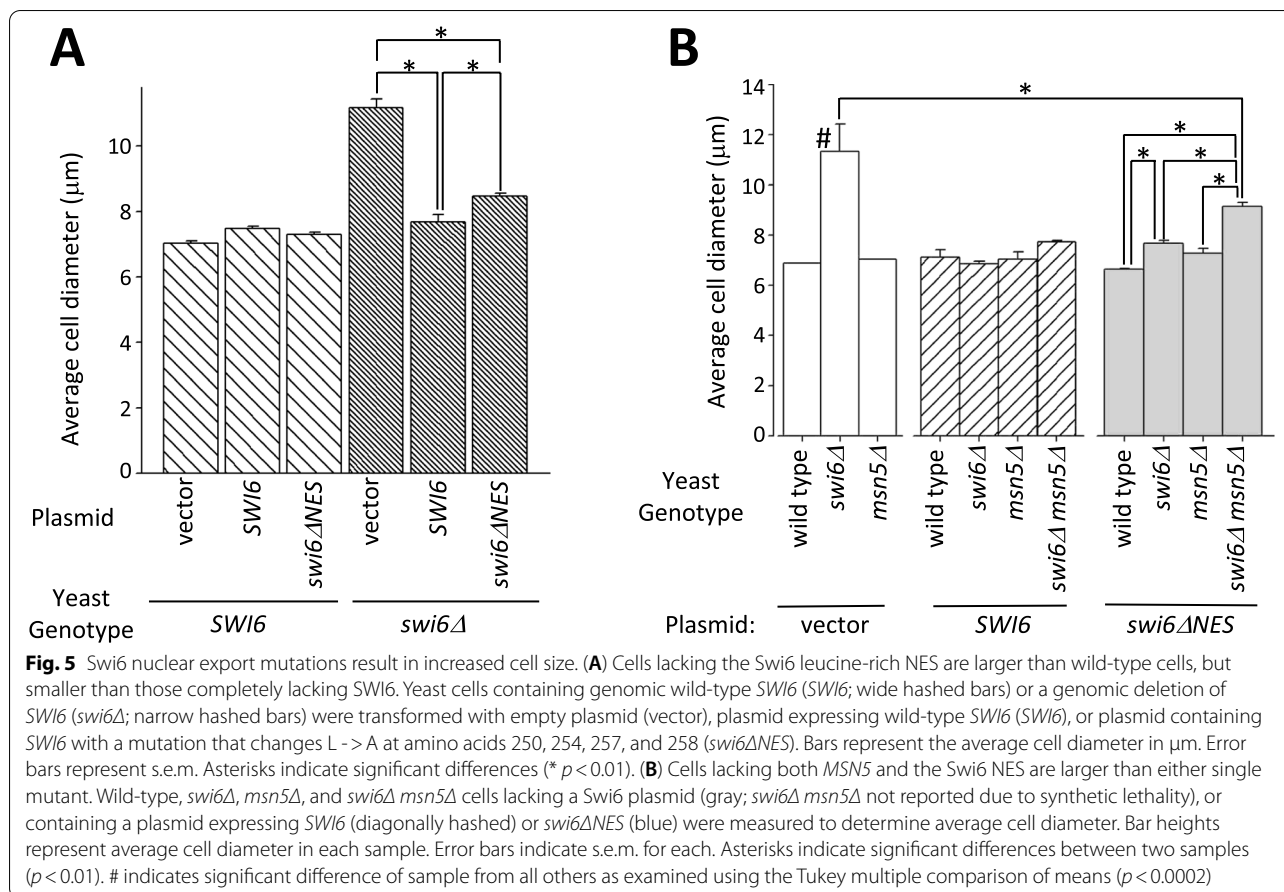 A
B
*
*
*
Average cell diameter (μm)
10
8
6
4
2
0
Plasmid
vector
SWI6
swi6ΔNES
vector
SWI6
swi6ΔNES
Yeast
Genotype
SWI6
swi6Δ
14
12
10
8
6
4
2
0
Average cell diameter (μm)
#
*
*
*
*
*
Yeast
Genotype
wild type
swi6Δ
msn5Δ
wild type
swi6Δ
msn5Δ
swi6Δ msn5Δ
wild type
swi6Δ
msn5Δ
swi6Δ msn5Δ
Plasmid:
vector
SWI6
swi6ΔNES
Fig. 5 Swi6 nuclear export mutations result in increased cell size. (A) Cells lacking the Swi6 leucine-rich NES are larger than wild-type cells, but
smaller than those completely lacking SWI6. Yeast cells containing genomic wild-type SWI6 (SWI6; wide hashed bars) or a genomic deletion of
SWI6 (swi6Δ; narrow hashed bars) were transformed with empty plasmid (vector), plasmid expressing wild-type SWI6 (SWI6), or plasmid containing
SWI6 with a mutation that changes L - > A at amino acids 250, 254, 257, and 258 (swi6ΔNES). Bars represent the average cell diameter in μm. Error
bars represent s.e.m. Asterisks indicate significant differences (* p < 0.01). (B) Cells lacking both MSN5 and the Swi6 NES are larger than either single
mutant. Wild-type, swi6Δ, msn5Δ, and swi6Δ msn5Δ cells lacking a Swi6 plasmid (gray; swi6Δ msn5Δ not reported due to synthetic lethality), or
containing a plasmid expressing SWI6 (diagonally hashed) or swi6ΔNES (blue) were measured to determine average cell diameter. Bar heights
represent average cell diameter in each sample. Error bars indicate s.e.m. for each. Asterisks indicate significant differences between two samples
(p < 0.01). # indicates significant difference of sample from all others as examined using the Tukey multiple comparison of means (p < 0.0002)